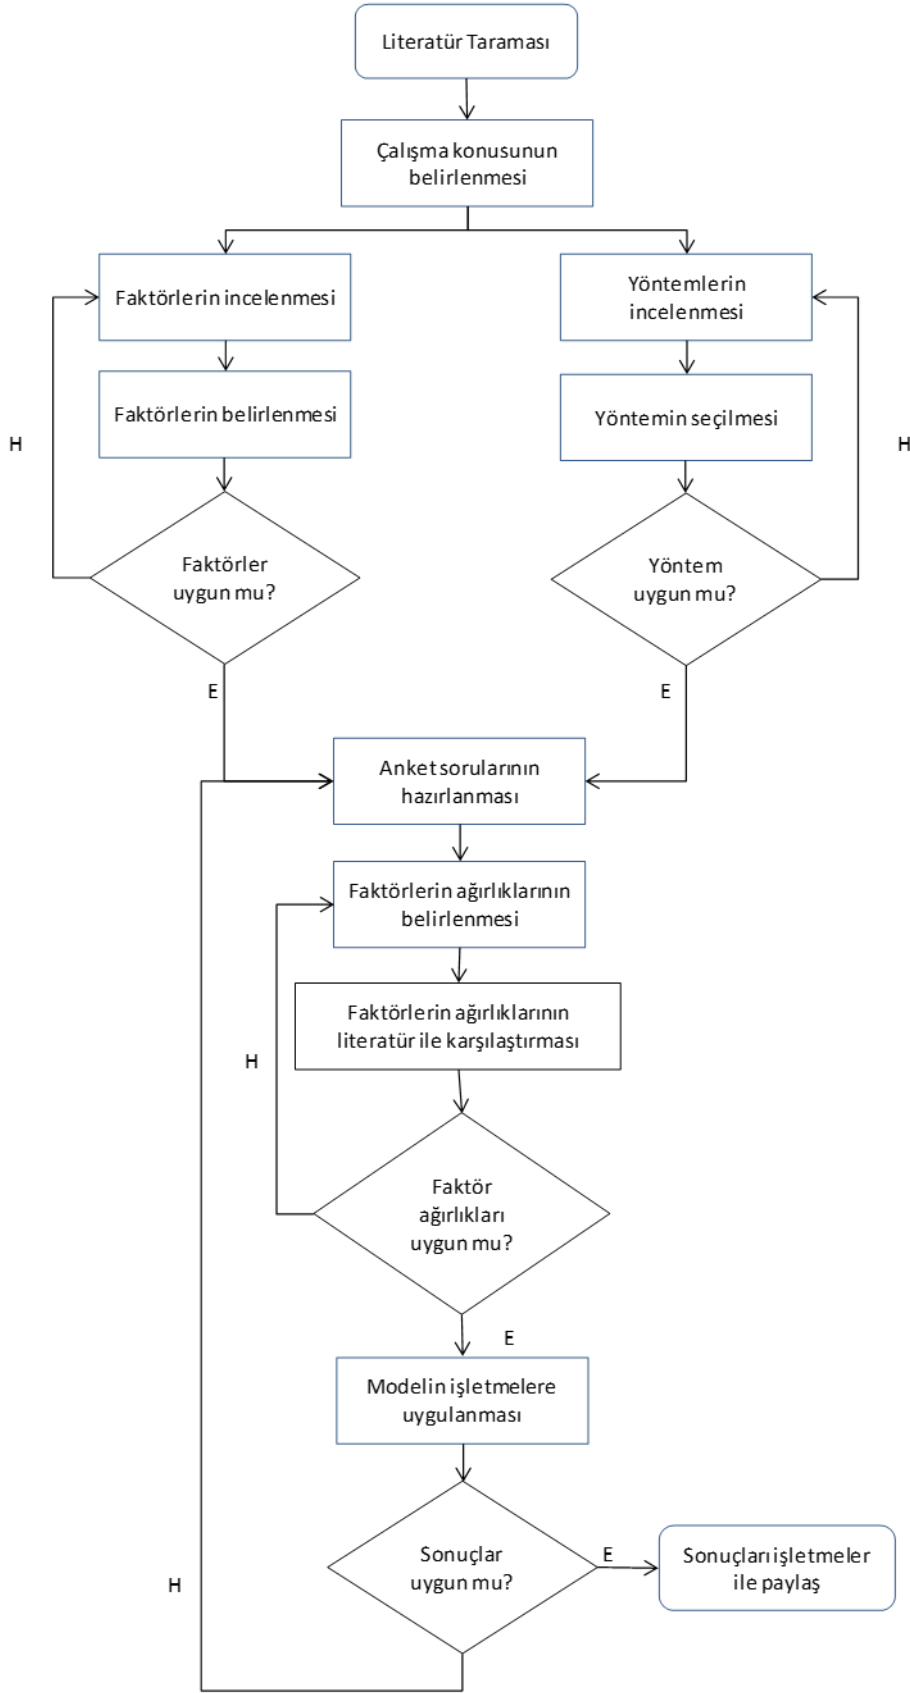 Literatür Taraması
Çalışma konusunun
belirlenmesi
Faktörlerin incelenmesi
Yöntemlerin
incelenmesi
Faktörlerin belirlenmesi
Yöntemin seçilmesi
H
H
Faktörler
uygun mu?
Yöntem
uygun mu?
E
E
Anket sorularının
hazırlanması
Faktörlerin ağırlıklarının
belirlenmesi
Faktörlerin ağırlıklarının
literatür ile karşılaştırması
H
Faktör
ağırlıkları
uygun mu?
E
Modelin işletmelere
uygulanması
Sonuçlar
uygun mu?
E
Sonuçları işletmeler
ile paylaş
H